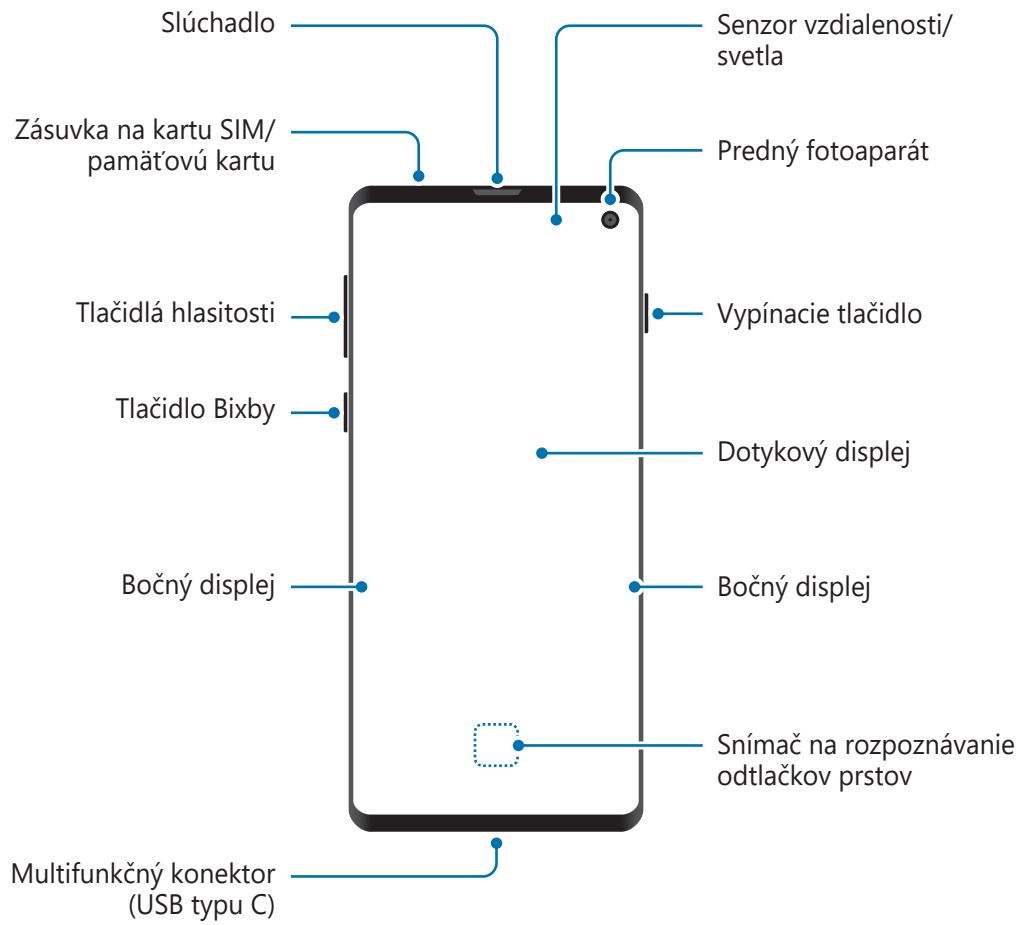 Slúchadlo
Zásuvka na kartu SIM/
pamäťovú kartu
Tlačidlá hlasitosti
Tlačidlo Bixby
Bočný displej
Multifunkčný konektor
(USB typu C)
Senzor vzdialenosti/
svetla
Predný fotoaparát
Vypínacie tlačidlo
Dotykový displej
Bočný displej
Snímač na rozpoznávanie
odtlačkov prstov